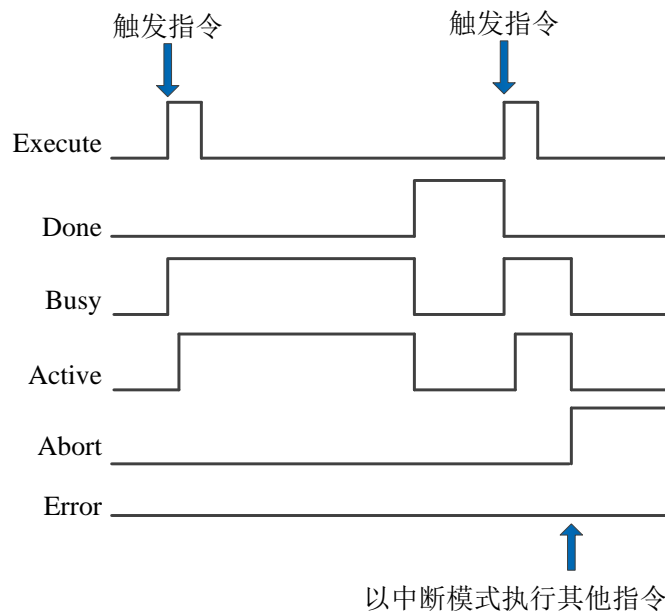 触发指令 触发指令
Execute
Done
Busy
Active
Abort
Error
以中断模式执行其他指令